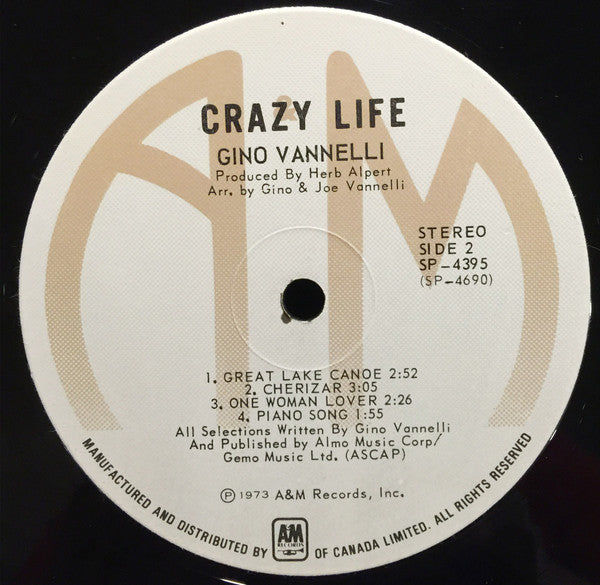 CRAZY LIFE
GINO VANNELLI
Produced By Herb Alpert
Arr. by Gino & Joe Vannelli
STEREO
SIDE 2
SP-4395
(SP-4690)
1. GREAT LAKE CANOE 2:52
2. CHERIZAR 3:05
3. ONE WOMAN LOVER 2:26
4. PIANO SONG 1:55
All Selections Written By Gino Vannelli
And Published by Almo Music Corp/
Gemo Music Ltd. (ASCAP)
Ⓟ 1973 A&M Records, Inc.
MANUFACTURED AND DISTRIBUTED BY A&M RECORDS OF CANADA LIMITED. ALL RIGHTS RESERVED